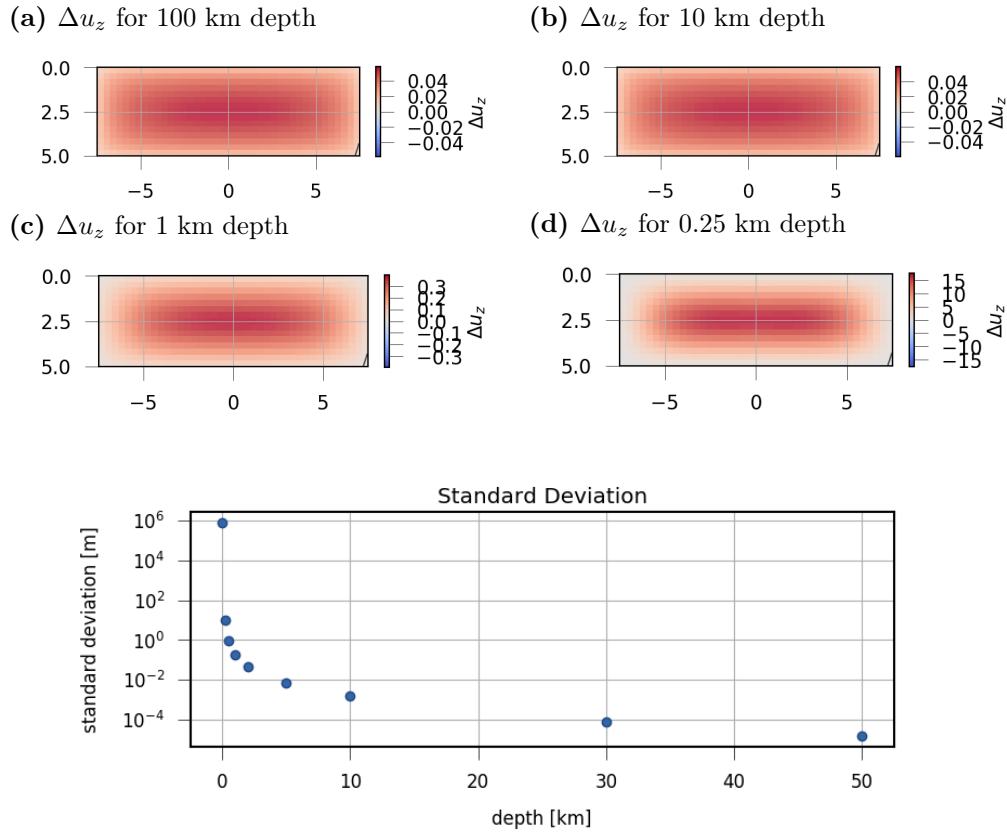 (a) Δu_z for 100 km depth
(b) Δu_z for 10 km depth
0.0
2.5
5.0
−5 0 5
0.04
0.02
0.00
−0.02
−0.04
Δu_z
0.0
2.5
5.0
−5 0 5
0.04
0.02
0.00
−0.02
−0.04
Δu_z
(c) Δu_z for 1 km depth
(d) Δu_z for 0.25 km depth
0.0
2.5
5.0
−5 0 5
0.3
0.2
0.1
0.0
−0.1
−0.2
−0.3
Δu_z
0.0
2.5
5.0
−5 0 5
15
10
5
0
−5
−10
−15
Δu_z
Standard Deviation
standard deviation [m]
10^6
10^4
10^2
10^0
10^−2
10^−4
0 10 20 30 40 50
depth [km]